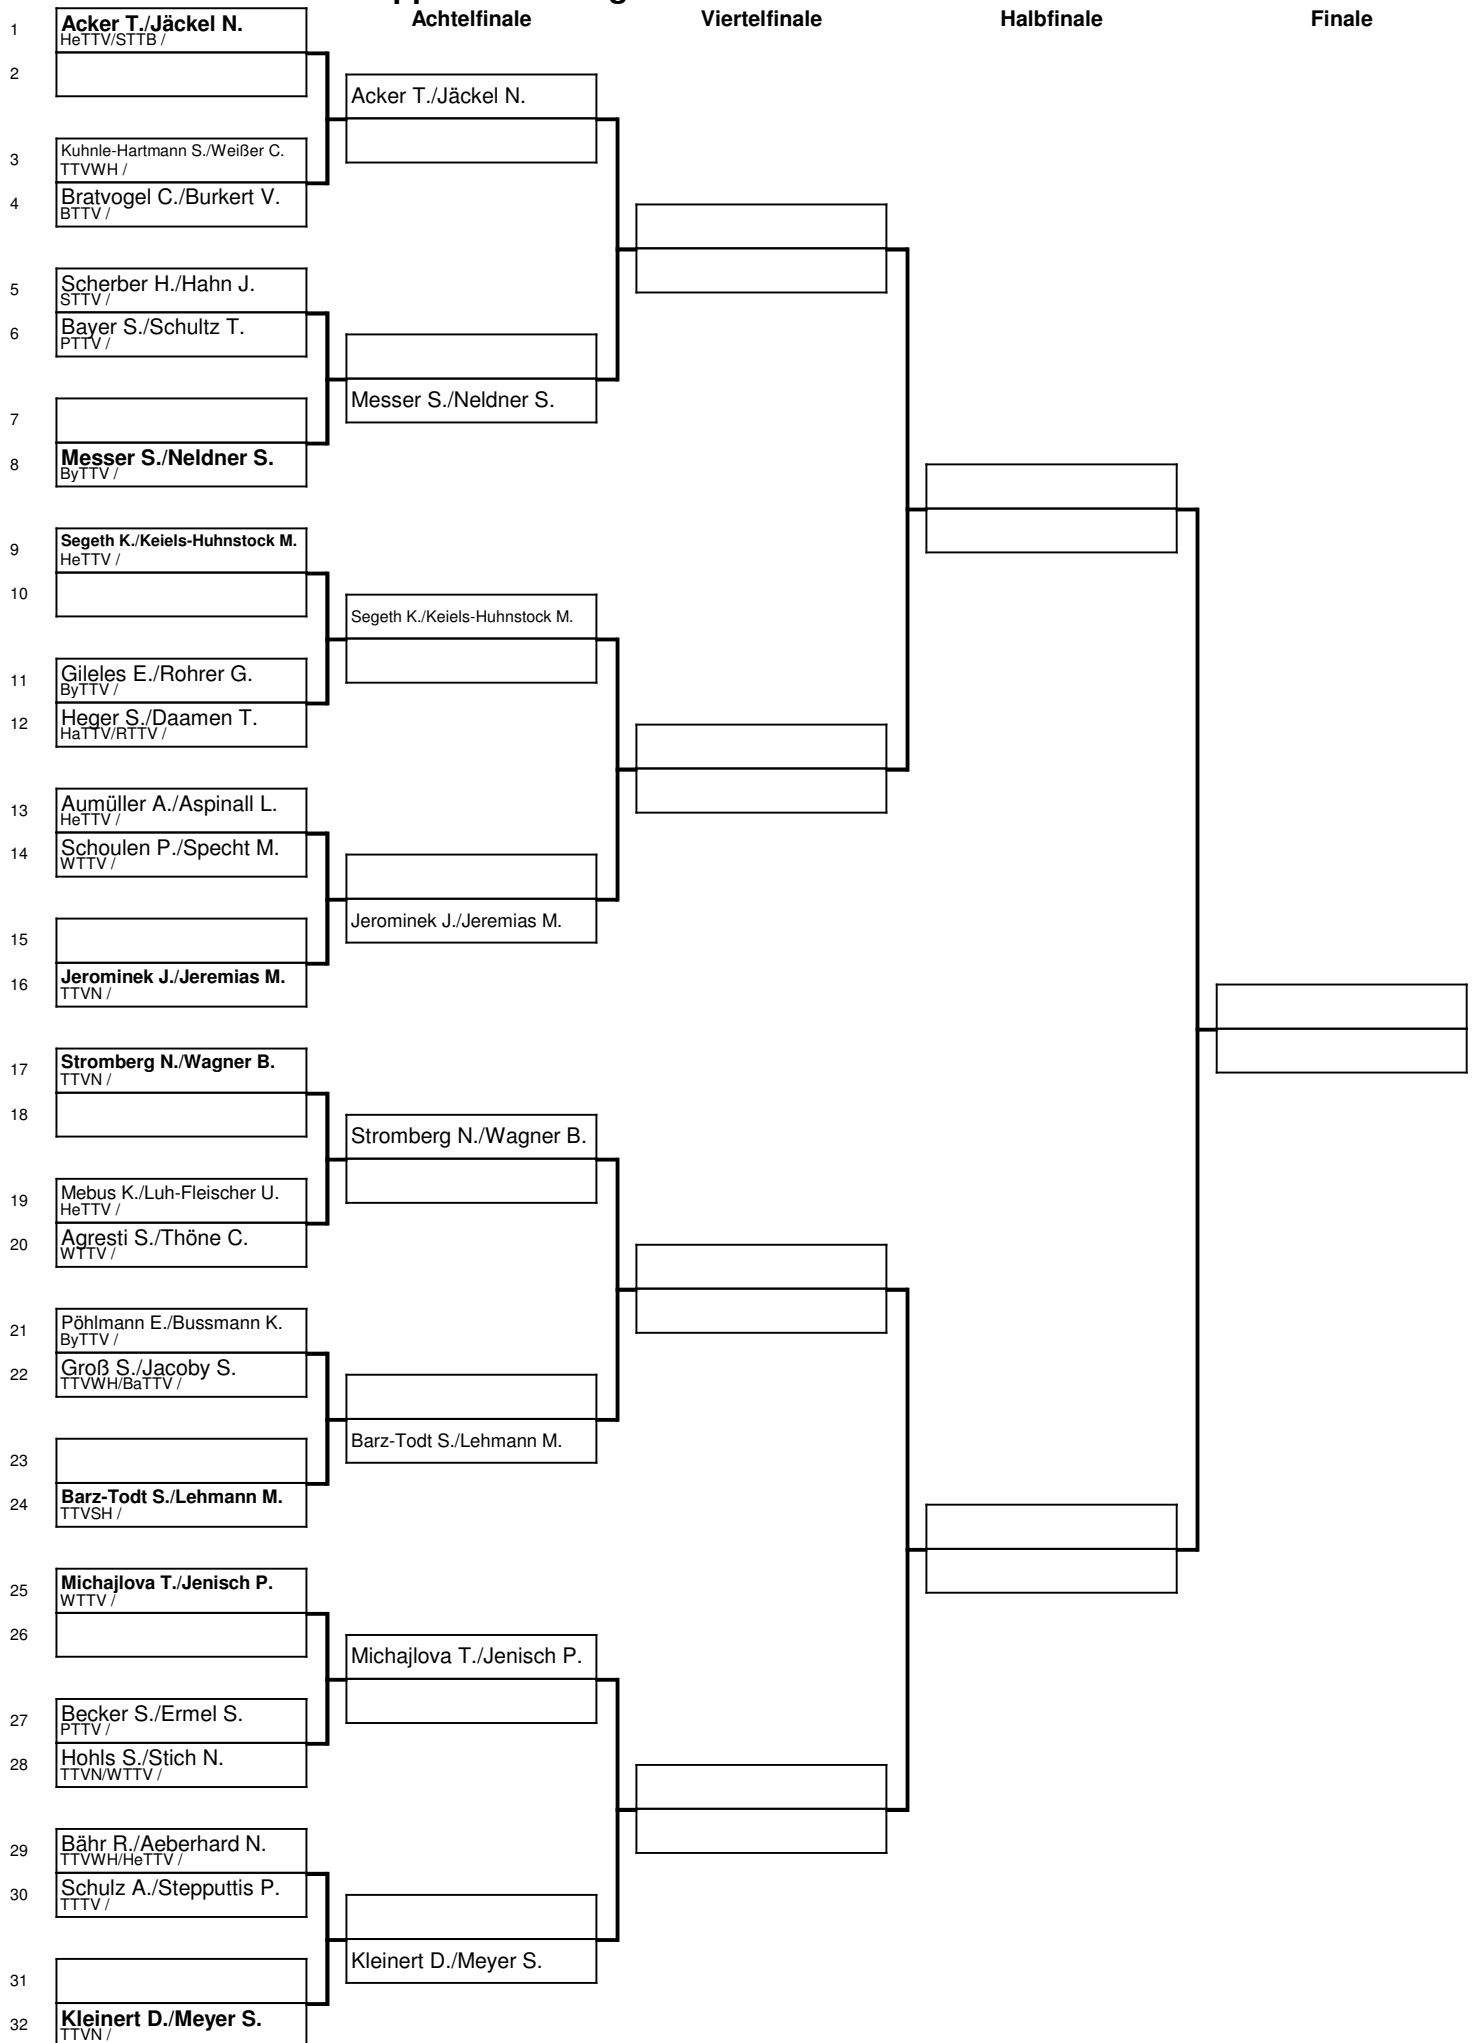 Achtelfinale Viertelfinale Halbfinale Finale
1 Acker T./Jäckel N.
HeTTV/STTB /
2
Acker T./Jäckel N.
3 Kuhnle-Hartmann S./Weißer C.
TTVWH /
4 Bratvogel C./Burkert V.
BTTV /
5 Scherber H./Hahn J.
STTV /
6 Bayer S./Schultz T.
PTTV /
Messer S./Neldner S.
7
8 Messer S./Neldner S.
ByTTV /
9 Segeth K./Keiels-Huhnstock M.
HeTTV /
10
Segeth K./Keiels-Huhnstock M.
11 Gileles E./Rohrer G.
ByTTV /
12 Heger S./Daamen T.
HaTTV/RTTV /
13 Aumüller A./Aspinall L.
HeTTV /
14 Schoulen P./Specht M.
WTTV /
Jerominek J./Jeremias M.
15
16 Jerominek J./Jeremias M.
TTVN /
17 Stromberg N./Wagner B.
TTVN /
18
Stromberg N./Wagner B.
19 Mebus K./Luh-Fleischer U.
HeTTV /
20 Agresti S./Thöne C.
WTTV /
21 Pöhlmann E./Bussmann K.
ByTTV /
22 Groß S./Jacoby S.
TTVWH/BaTTV /
Barz-Todt S./Lehmann M.
23
24 Barz-Todt S./Lehmann M.
TTVSH /
25 Michajlova T./Jenisch P.
WTTV /
26
Michajlova T./Jenisch P.
27 Becker S./Ermel S.
PTTV /
28 Hohls S./Stich N.
TTVN/WTTV /
29 Bähr R./Aeberhard N.
TTVWH/HeTTV /
30 Schulz A./Stepputtis P.
TTTV /
Kleinert D./Meyer S.
31
32 Kleinert D./Meyer S.
TTVN /